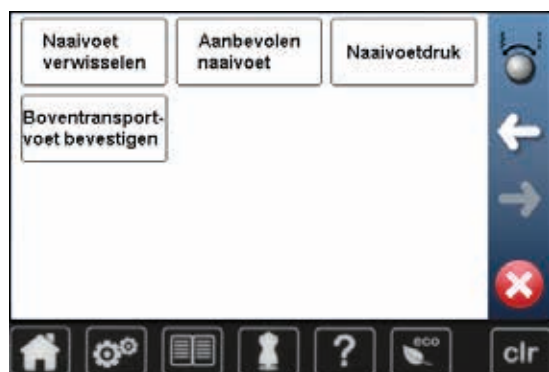 Naaivoet
verwisselen
Aanbevolen
naaivoet
Naaivoetdruk
Boventransport-
voet bevestigen
?
eco
clr